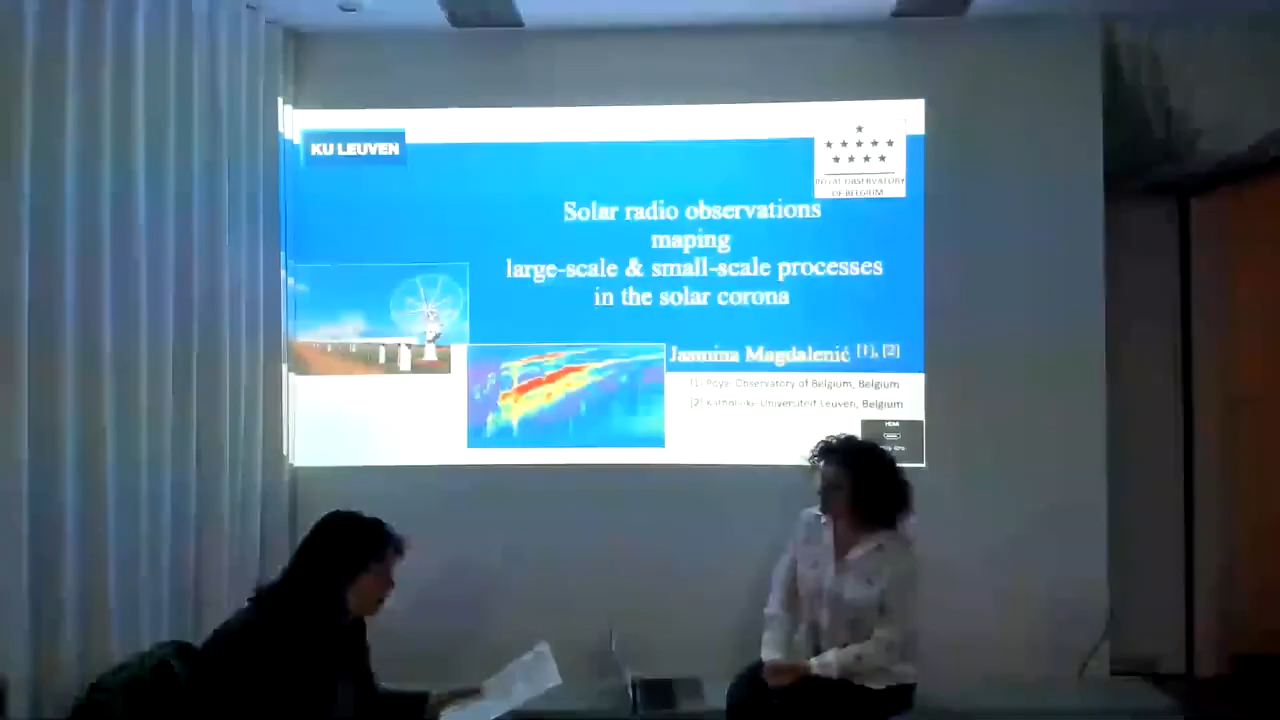 KU LEUVEN
ROYAL OBSERVATORY
OF BELGIUM
Solar radio observations
maping
large-scale & small-scale processes
in the solar corona
Jasmina Magdalenić [1], [2]
[1] Royal Observatory of Belgium, Belgium
[2] Katholieke Universiteit Leuven, Belgium
HDMI